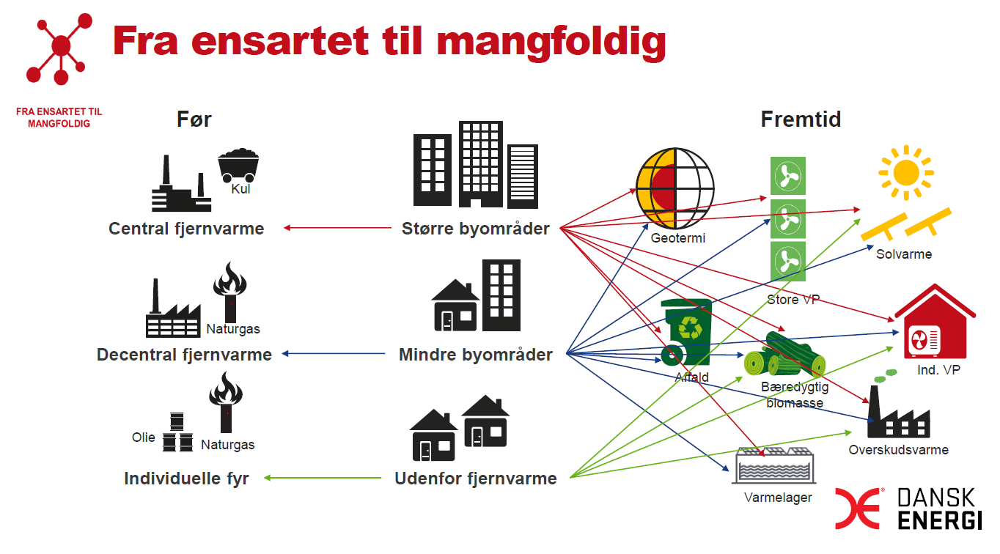 Fra ensartet til mangfoldig
FRA ENSARTET TIL
MANGFOLDIG
Før
Fremtid
Kul
Central fjernvarme
Større byområder
Geotermi
Solvarme
Store VP
Naturgas
Decentral fjernvarme
Mindre byområder
Affald
Bæredygtig
biomasse
Ind. VP
Olie
Naturgas
Overskudsvarme
Individuelle fyr
Udenfor fjernvarme
Varmelager
®
DANSK
ENERGI